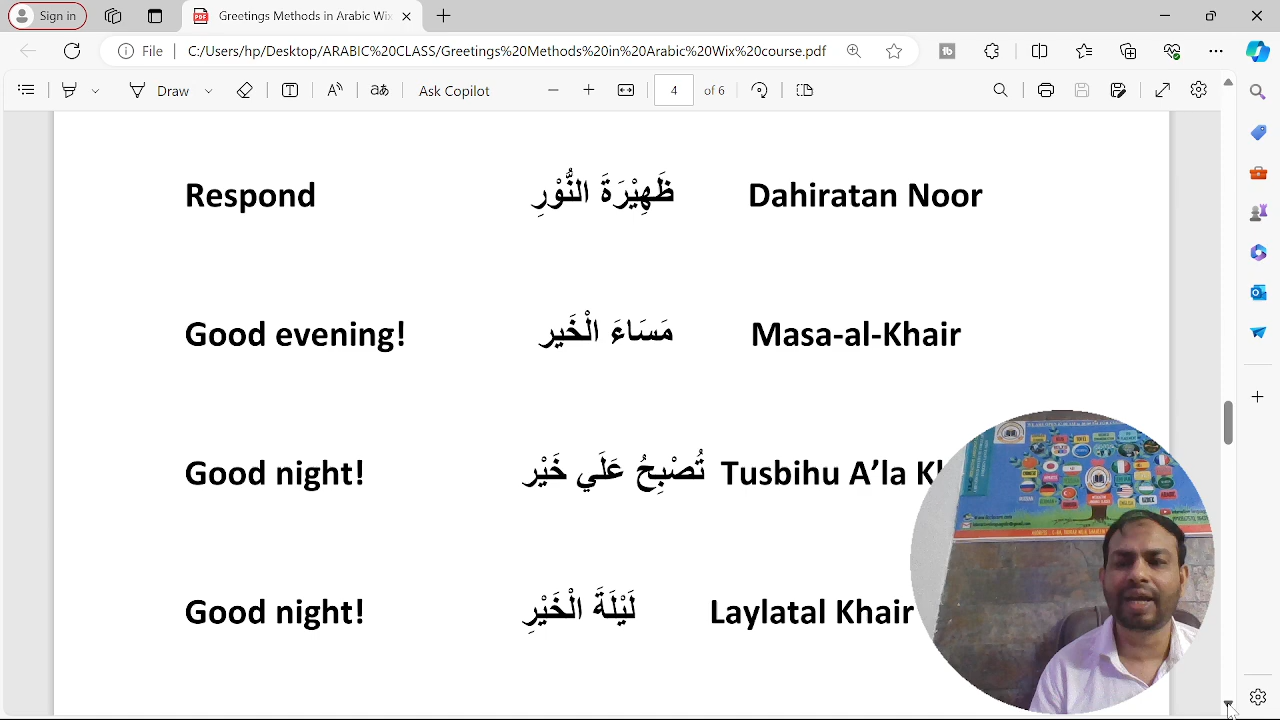 Sign in
Greetings Methods in Arabic Wi
File
C:/Users/hp/Desktop/ARABIC%20CLASS/Greetings%20Methods%20in%20Arabic%20Wix%20course.pdf
Draw
Ask Copilot
4 of 6
Respond ظَهِيْرَةَ النُّوْرِ Dahiratan Noor
Good evening! مَسَاءَ الْخَير Masa-al-Khair
Good night! تُصْبِحُ عَلَي خَيْر Tusbihu A’la
Good night! لَيْلَةَ الْخَيْرِ Laylatal Khair